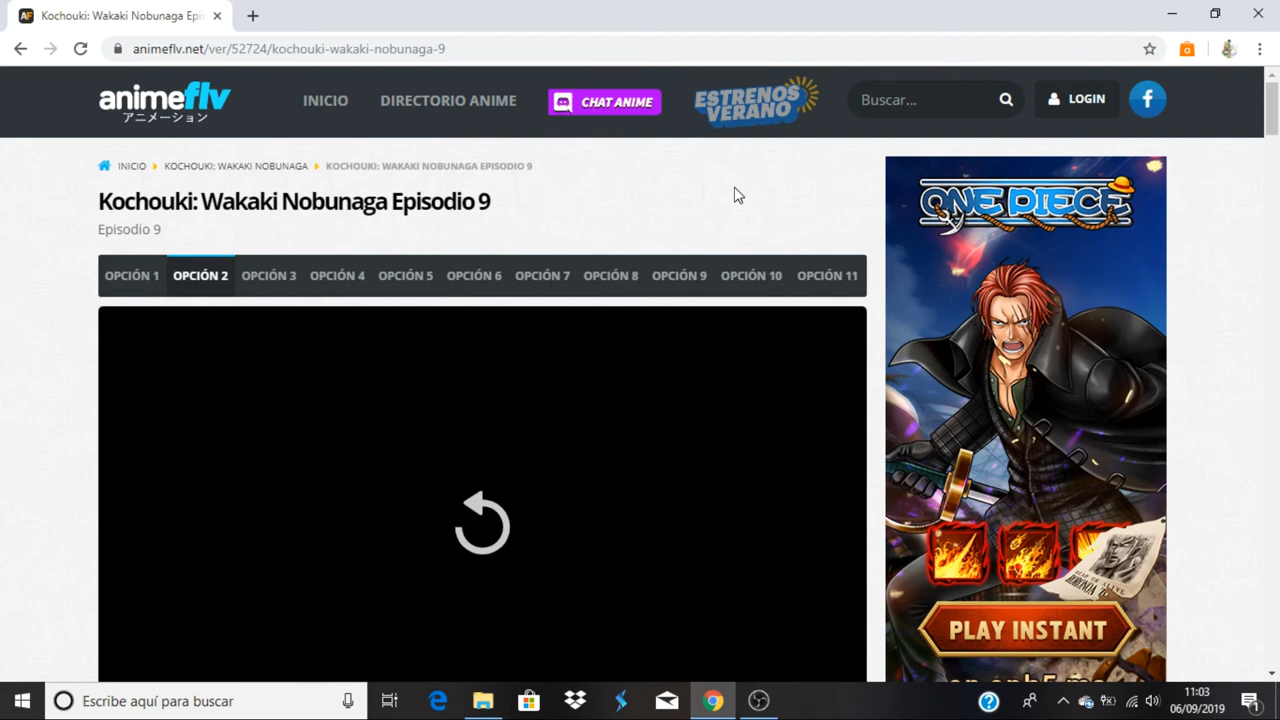 Kochouki: Wakaki Nobunaga Epi
animeflv.net/ver/52724/kochouki-wakaki-nobunaga-9
animeflv
アニメーション
INICIO
DIRECTORIO ANIME
CHAT ANIME
ESTRENOS
VERANO
Buscar...
LOGIN
INICIO
KOCHOUKI: WAKAKI NOBUNAGA
KOCHOUKI: WAKAKI NOBUNAGA EPISODIO 9
Kochouki: Wakaki Nobunaga Episodio 9
Episodio 9
OPCIÓN 1 OPCIÓN 2 OPCIÓN 3 OPCIÓN 4 OPCIÓN 5 OPCIÓN 6 OPCIÓN 7 OPCIÓN 8 OPCIÓN 9 OPCIÓN 10 OPCIÓN 11
ONE PIECE
DEAD OR ALIVE
PLAY INSTANT
Escribe aquí para buscar
11:03
06/09/2019